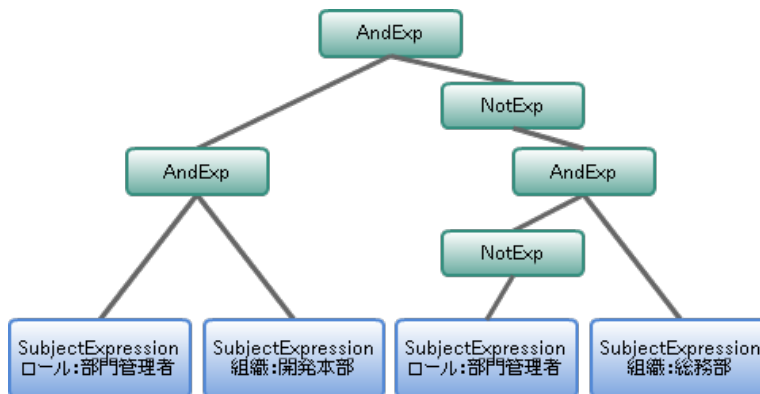 AndExp
NotExp
AndExp
AndExp
NotExp
SubjectExpression
ロール:部門管理者
SubjectExpression
組織:開発本部
SubjectExpression
ロール:部門管理者
SubjectExpression
組織:総務部